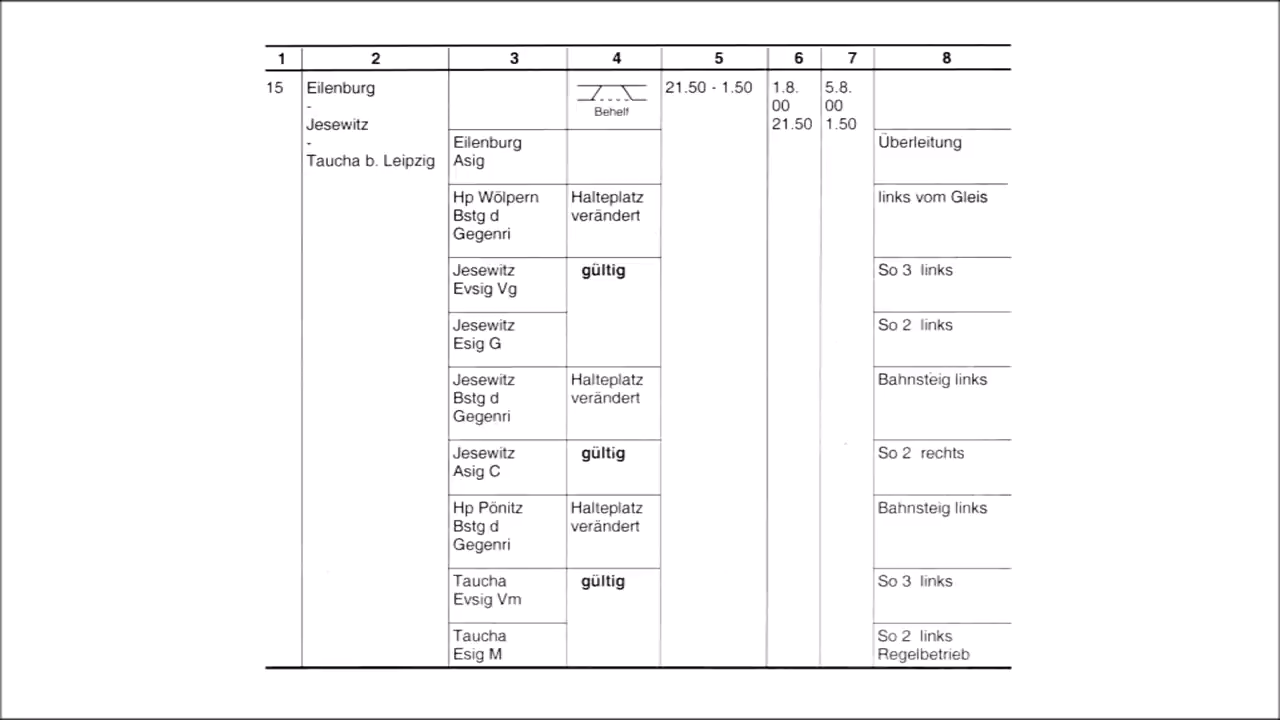 1 2 3 4 5 6 7 8
15 Eilenburg 21.50 - 1.50 1.8. 5.8.
- Behelf 00 00
Jesewitz 21.50 1.50
-
Taucha b. Leipzig
Eilenburg Überleitung
Asig
Hp Wölpern Halteplatz links vom Gleis
Bstg d verändert
Gegenri
Jesewitz gültig So 3 links
Evsig Vg
Jesewitz So 2 links
Esig G
Jesewitz Halteplatz Bahnsteig links
Bstg d verändert
Gegenri
Jesewitz gültig So 2 rechts
Asig C
Hp Pönitz Halteplatz Bahnsteig links
Bstg d verändert
Gegenri
Taucha gültig So 3 links
Evsig Vm
Taucha So 2 links
Esig M Regelbetrieb